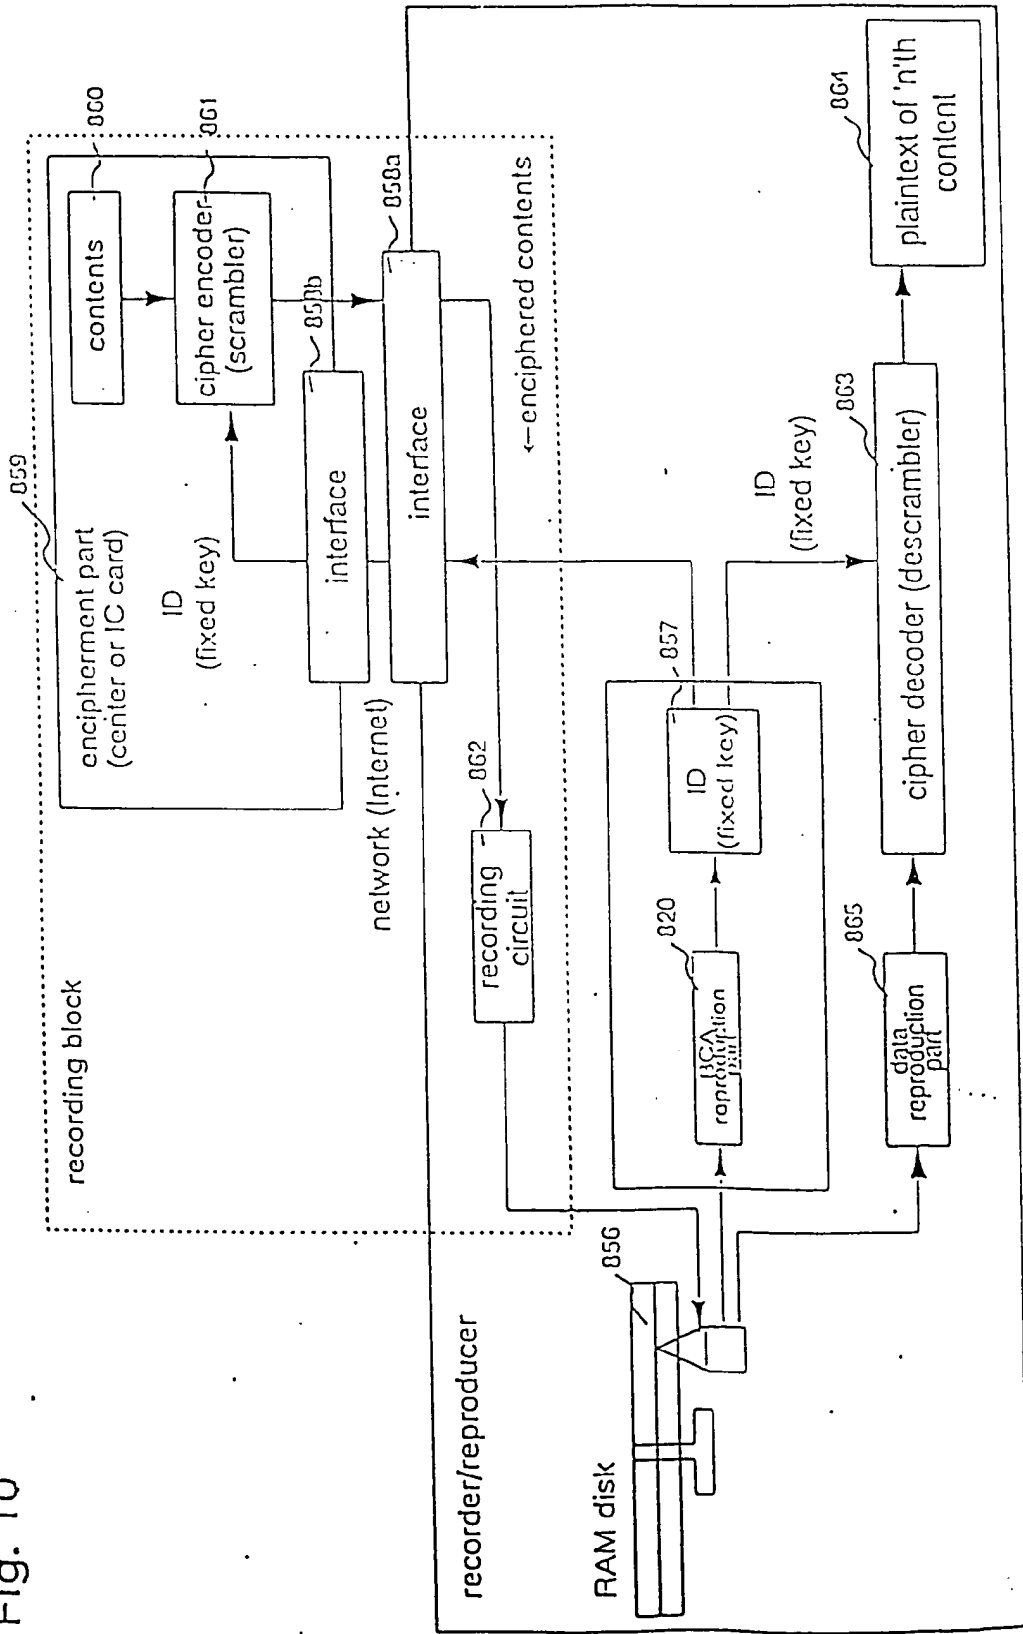 Fig. 10
recording block
859
encipherment part
(center or IC card)
contents
860
cipher encoder
(scrambler)
861
ID
(fixed key)
interface
858b
network (Internet)
interface
858a
←enciphered contents
recording
circuit
862
recorder/reproducer
RAM disk
856
BCA
reproduction
part
820
ID
(fixed key)
857
ID
(fixed key)
data
reproduction
part
865
cipher decoder (descrambler)
863
plaintext of 'n'th
content
864